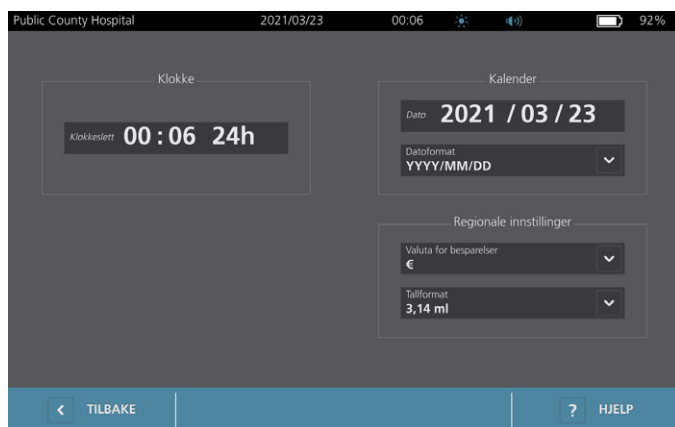 Public County Hospital 2021/03/23 00:06 92%
Klokke
Klokkeslett 00 : 06 24h
Kalender
Dato 2021 / 03 / 23
Datoformat
YYYY/MM/DD
Regionale innstillinger
Valuta for besparelser
€
Tallformat
3,14 ml
TILBAKE ? HJELP